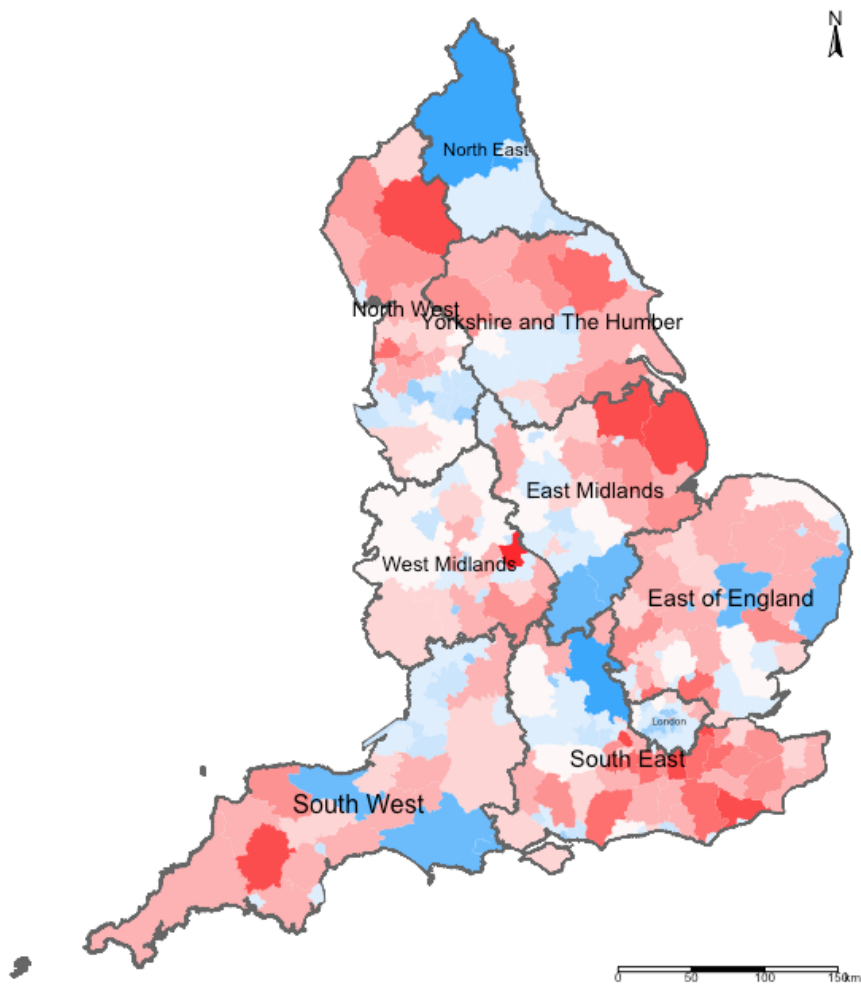 N
North East
North West
Yorkshire and The Humber
East Midlands
West Midlands
East of England
London
South East
South West
0 50 100 150 km